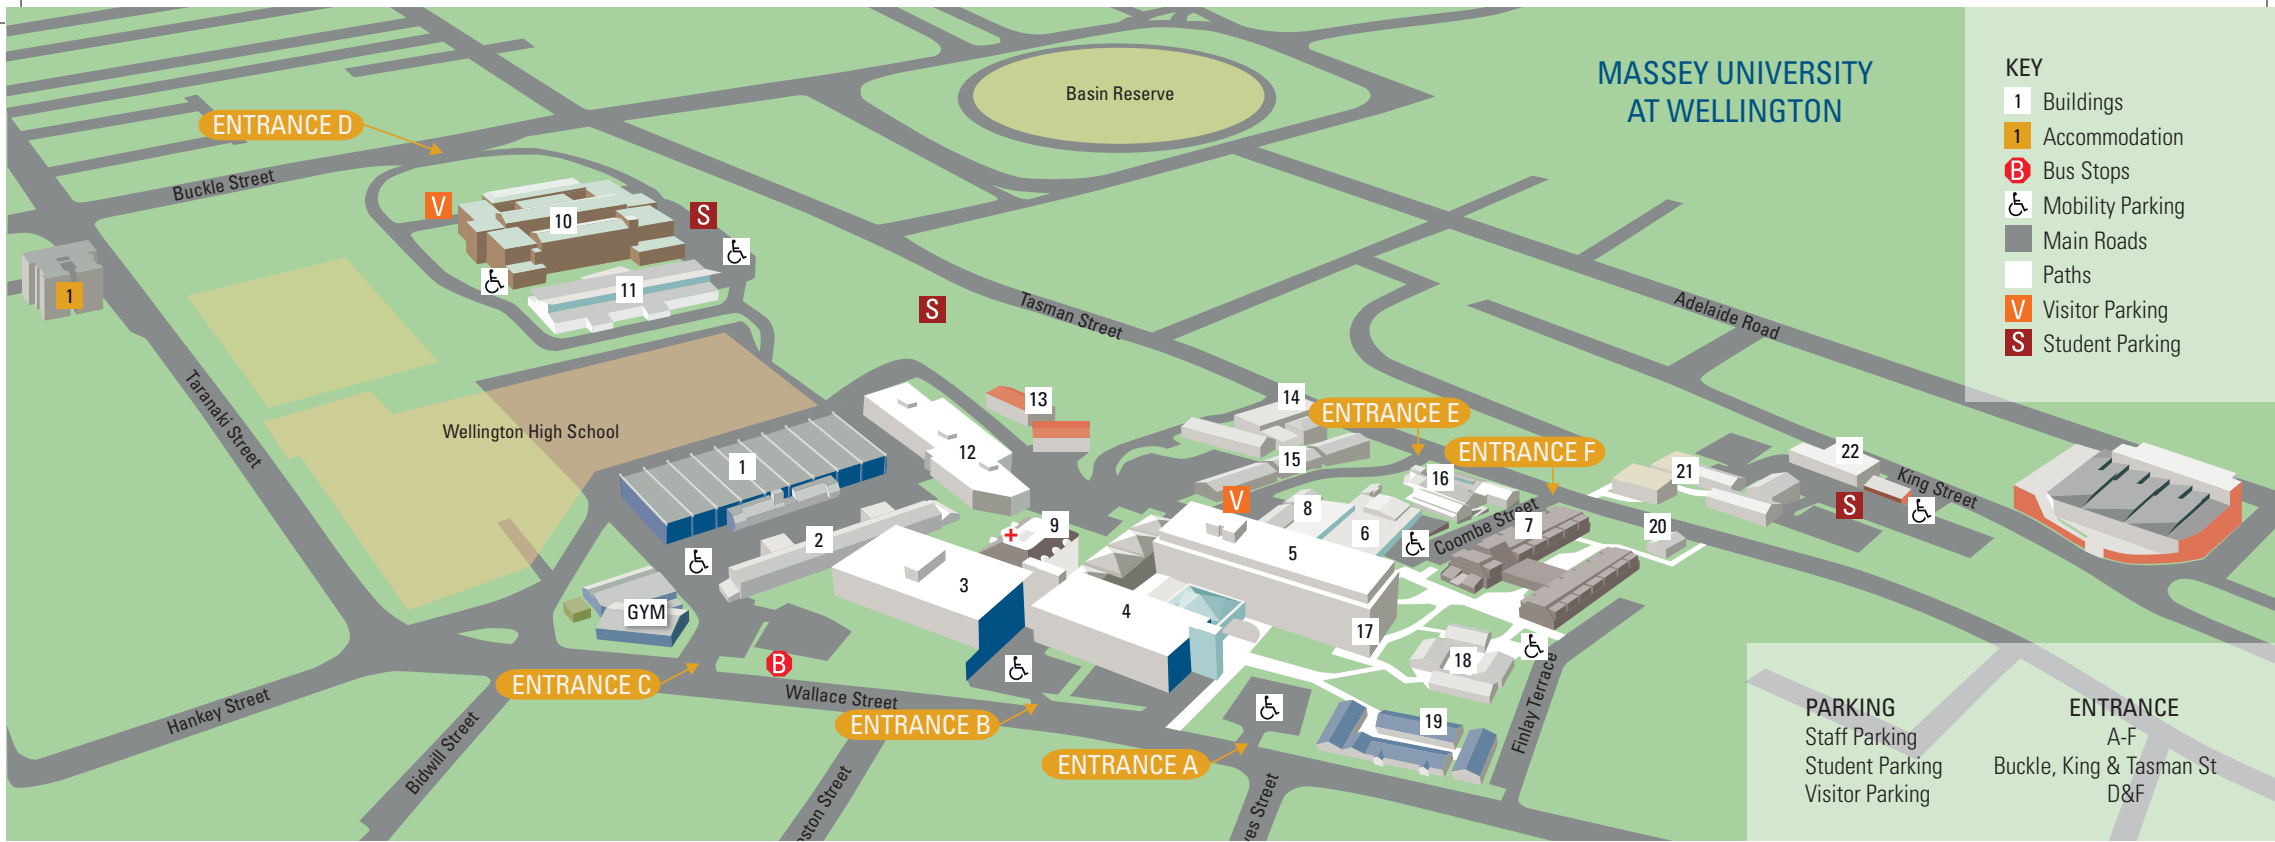 MASSEY UNIVERSITY
AT WELLINGTON
KEY
1 Buildings
1 Accommodation
B Bus Stops
Mobility Parking
Main Roads
Paths
V Visitor Parking
S Student Parking
Basin Reserve
ENTRANCE D
Buckle Street
V
10
S
11
1
S
Tasman Street
Adelaide Road
Taranaki Street
Wellington High School
13
14
ENTRANCE E
ENTRANCE F
12
1
15
16
21
22
King Street
S
V
8
9
2
5
6
Coombe Street
7
20
3
4
GYM
17
18
B
ENTRANCE C
Wallace Street
ENTRANCE B
19
ENTRANCE A
Finlay Terrace
Hankey Street
Bidwill Street
eston Street
yes Street
PARKING ENTRANCE
Staff Parking A-F
Student Parking Buckle, King & Tasman St
Visitor Parking D&F